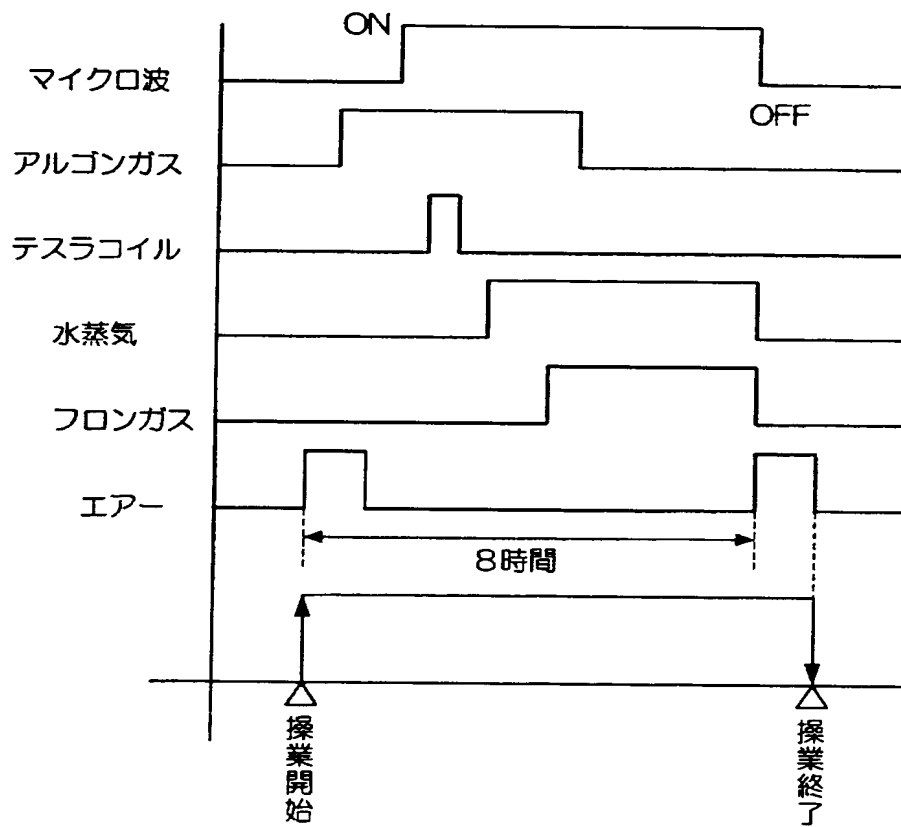 ON
マイクロ波
OFF
アルゴンガス
テスラコイル
水蒸気
フロンガス
エアー
8時間
操業開始
操業終了